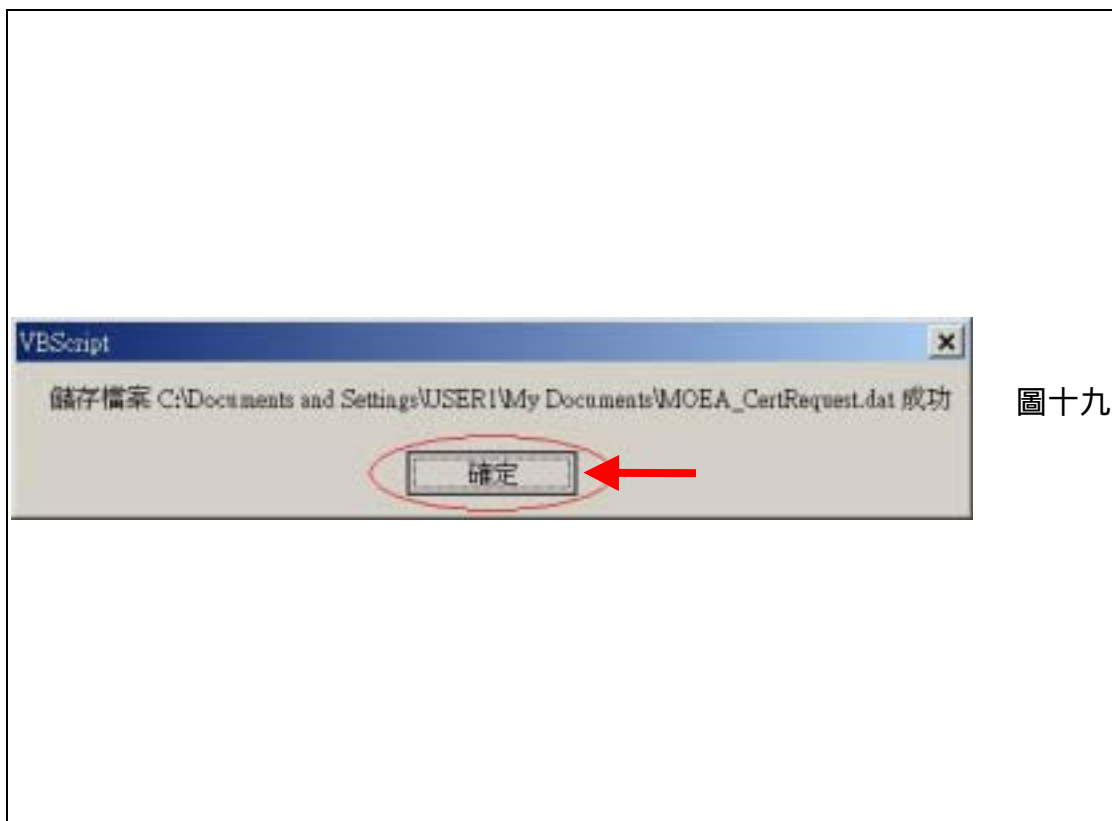 VBScript
儲存檔案 C:\Documents and Settings\USER1\My Documents\MOEA_CertRequest.dat 成功
圖十九
確定